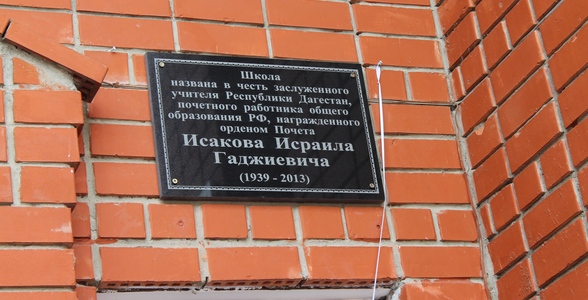 Школа
названа в честь заслуженного
учителя Республики Дагестан,
почетного работника общего
образования РФ, награжденного
орденом Почета
Исакова Исраила
Гаджиевича
(1939 - 2013)